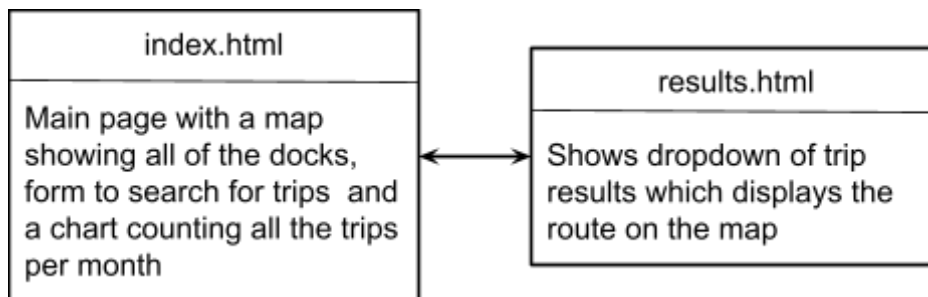 index.html
Main page with a map
showing all of the docks,
form to search for trips  and
a chart counting all the trips
per month
results.html
Shows dropdown of trip
results which displays the
route on the map